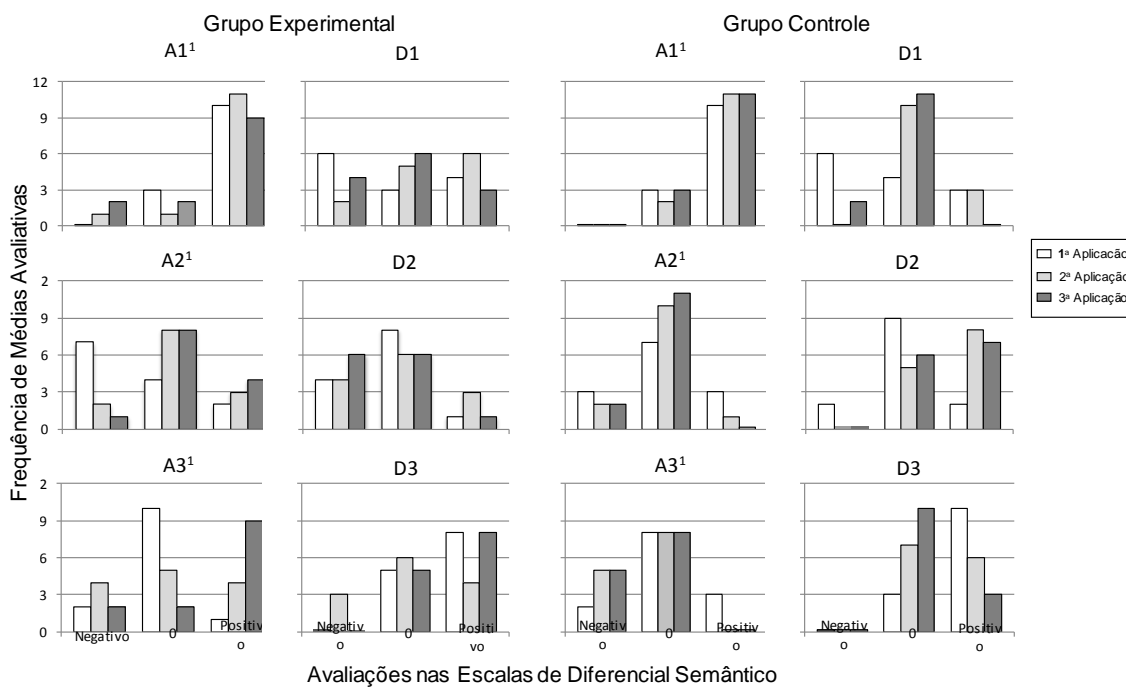 Grupo Experimental
Grupo Controle
A1¹
D1
A1¹
D1
12
9
6
3
0
A2¹
D2
A2¹
D2
2
9
6
3
0
A3¹
D3
A3¹
D3
2
9
6
3
0
Negativo
0
Positiv
o
Negativ
o
0
Positi
vo
Negativ
o
0
Positiv
o
Negativ
o
0
Positiv
o
Frequência de Médias Avaliativas
Avaliações nas Escalas de Diferencial Semântico
1ª Aplicação
2ª Aplicação
3ª Aplicação